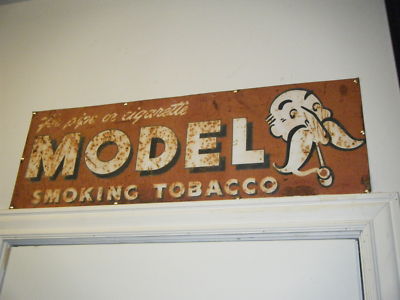 For pipe or cigarette
MODEL
SMOKING TOBACCO